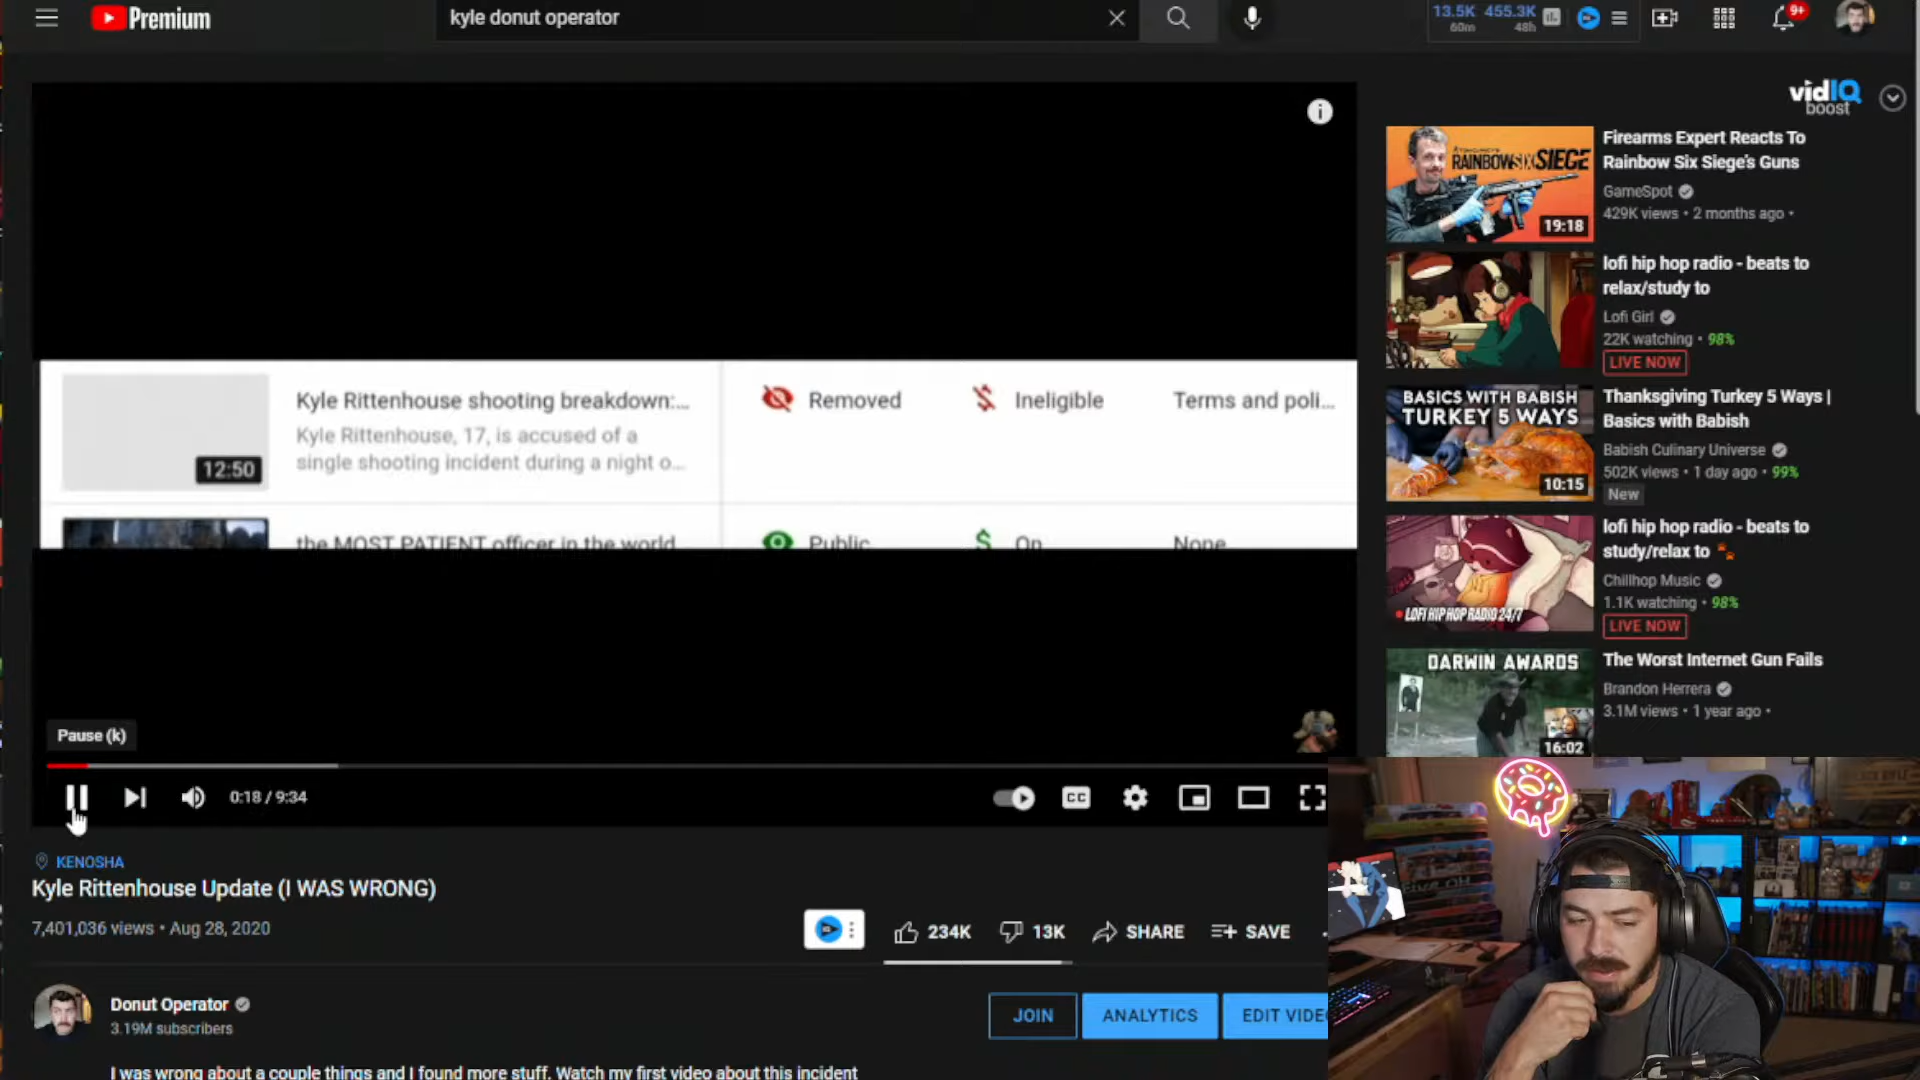 Premium
kyle donut operator
13.5K 455.3K
60m 48h
9+
vidIQ
boost
Firearms Expert Reacts To
Rainbow Six Siege's Guns
GameSpot
429K views • 2 months ago •
RAINBOW SIX SIEGE
19:18
lofi hip hop radio - beats to
relax/study to
Lofi Girl
22K watching • 98%
LIVE NOW
BASICS WITH BABISH
TURKEY 5 WAYS
10:15
Thanksgiving Turkey 5 Ways |
Basics with Babish
Babish Culinary Universe
502K views • 1 day ago • 99%
New
lofi hip hop radio - beats to
study/relax to
Chillhop Music
1.1K watching • 98%
LIVE NOW
LOFI HIP HOP RADIO 24/7
DARWIN AWARDS
16:02
The Worst Internet Gun Fails
Brandon Herrera
3.1M views • 1 year ago •
Kyle Rittenhouse shooting breakdown:...
Kyle Rittenhouse, 17, is accused of a
single shooting incident during a night o...
12:50
Removed
Ineligible
Terms and poli...
the MOST PATIENT officer in the world
Public
On
None
Pause (k)
0:18 / 9:34
CC
KENOSHA
Kyle Rittenhouse Update (I WAS WRONG)
7,401,036 views • Aug 28, 2020
234K
13K
SHARE
SAVE
Donut Operator
3.19M subscribers
JOIN
ANALYTICS
EDIT VIDE
I was wrong about a couple things and I found more stuff. Watch my first video about this incident